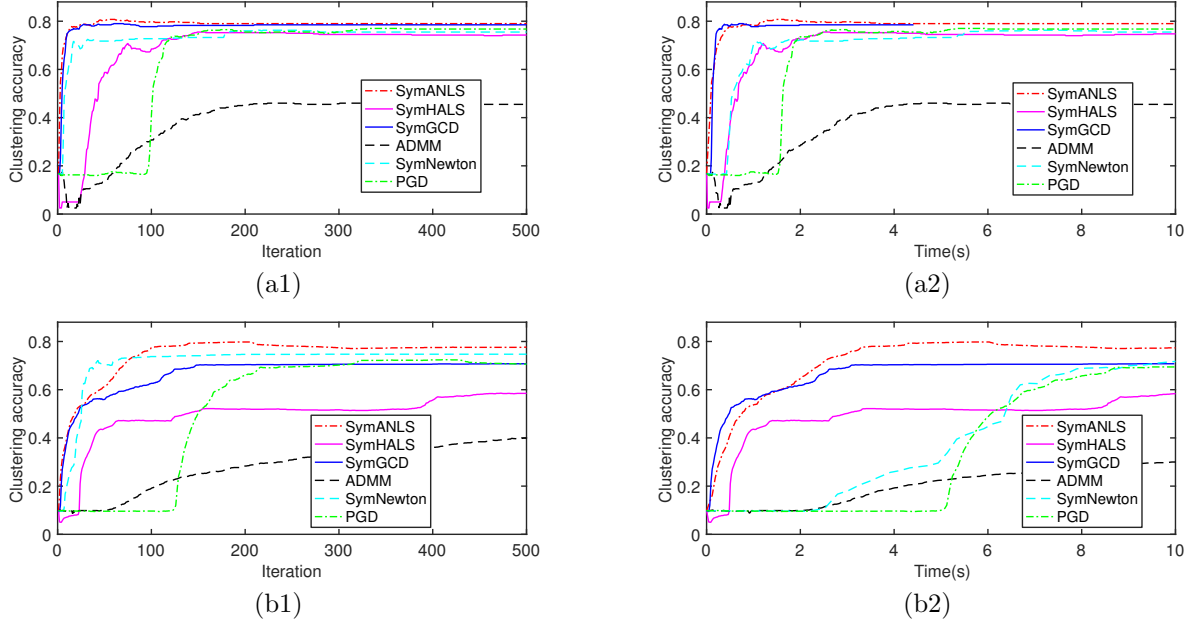 Clustering accuracy
0.8
0.6
0.4
0.2
0
0 100 200 300 400 500
Iteration
SymANLS
SymHALS
SymGCD
ADMM
SymNewton
PGD
(a1)
Clustering accuracy
0.8
0.6
0.4
0.2
0
0 2 4 6 8 10
Time(s)
SymANLS
SymHALS
SymGCD
ADMM
SymNewton
PGD
(a2)
Clustering accuracy
0.8
0.6
0.4
0.2
0
0 100 200 300 400 500
Iteration
SymANLS
SymHALS
SymGCD
ADMM
SymNewton
PGD
(b1)
Clustering accuracy
0.8
0.6
0.4
0.2
0
0 2 4 6 8 10
Time(s)
SymANLS
SymHALS
SymGCD
ADMM
SymNewton
PGD
(b2)